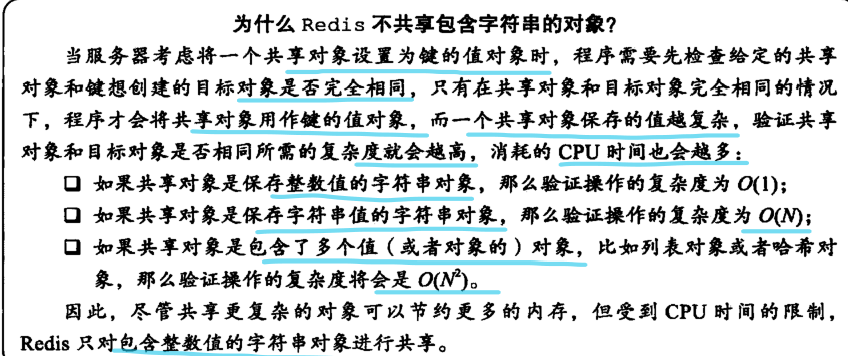 为什么 Redis 不共享包含字符串的对象?
当服务器考虑将一个共享对象设置为键的值对象时，程序需要先检查给定的共享
对象和键想创建的目标对象是否完全相同，只有在共享对象和目标对象完全相同的情况
下，程序才会将共享对象用作键的值对象，而一个共享对象保存的值越复杂，验证共享
对象和目标对象是否相同所需的复杂度就会越高，消耗的 CPU 时间也会越多：
❑ 如果共享对象是保存整数值的字符串对象，那么验证操作的复杂度为 O(1)；
❑ 如果共享对象是保存字符串值的字符串对象，那么验证操作的复杂度为 O(N)；
❑ 如果共享对象是包含了多个值（或者对象的）对象，比如列表对象或者哈希对
象，那么验证操作的复杂度将会是 O(N²)。
因此，尽管共享更复杂的对象可以节约更多的内存，但受到 CPU 时间的限制，
Redis 只对包含整数值的字符串对象进行共享。